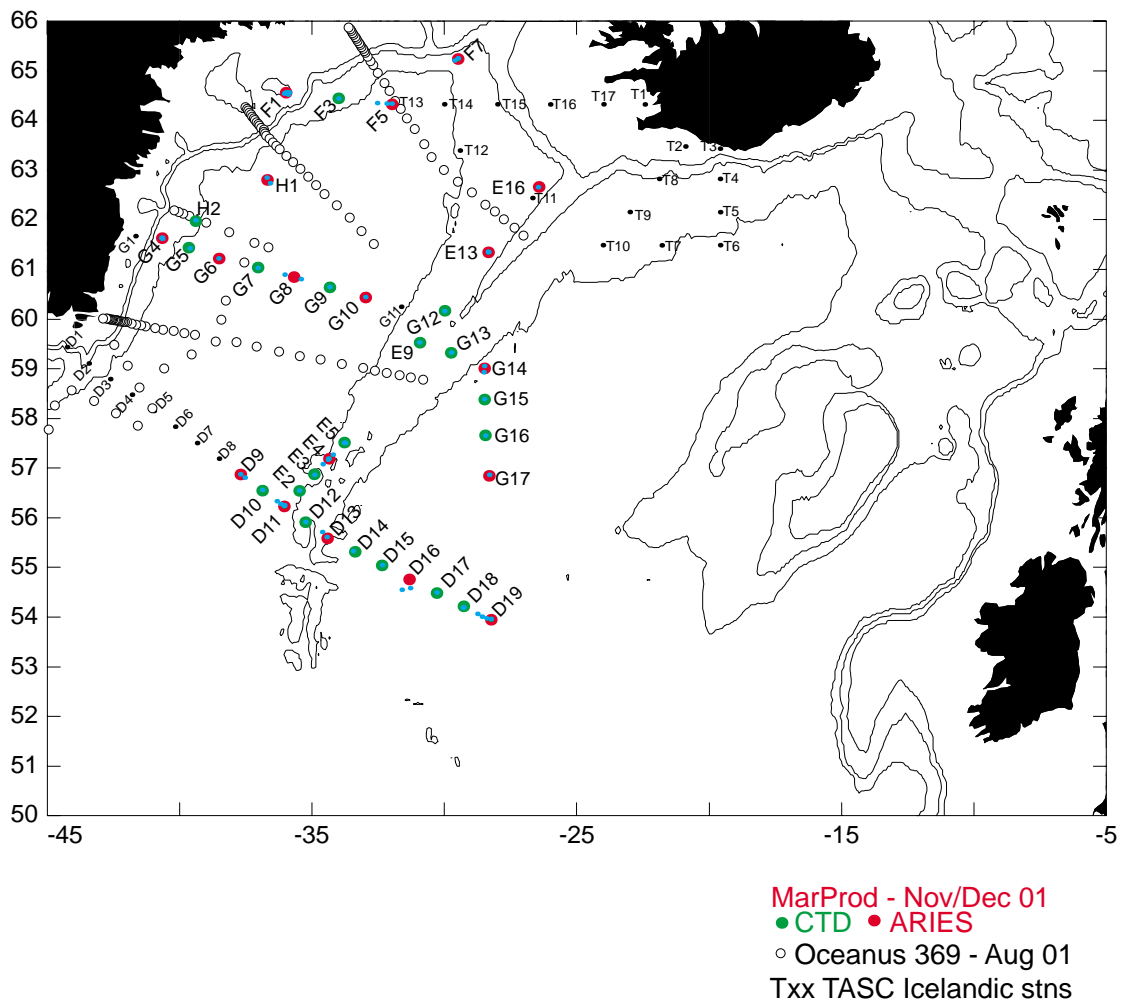 66
65
64
63
62
61
60
59
58
57
56
55
54
53
52
51
50
-45
-35
-25
-15
-5
F1
F3
F5
F7
T13
T14
T15
T16
T17
T1
T12
T2
T3
H1
E16
T11
T8
T4
H2
T9
T5
G1
G4
G5
G6
G7
G8
G9
G10
G11
E13
T10
T7
T6
G12
E9
G13
G14
G15
G16
G17
D1
D2
D3
D4
D5
D6
D7
D8
D9
D10
D11
E2
E3
E4
E5
D12
D13
D14
D15
D16
D17
D18
D19
MarProd - Nov/Dec 01
CTD ARIES
Oceanus 369 - Aug 01
Txx TASC Icelandic stns